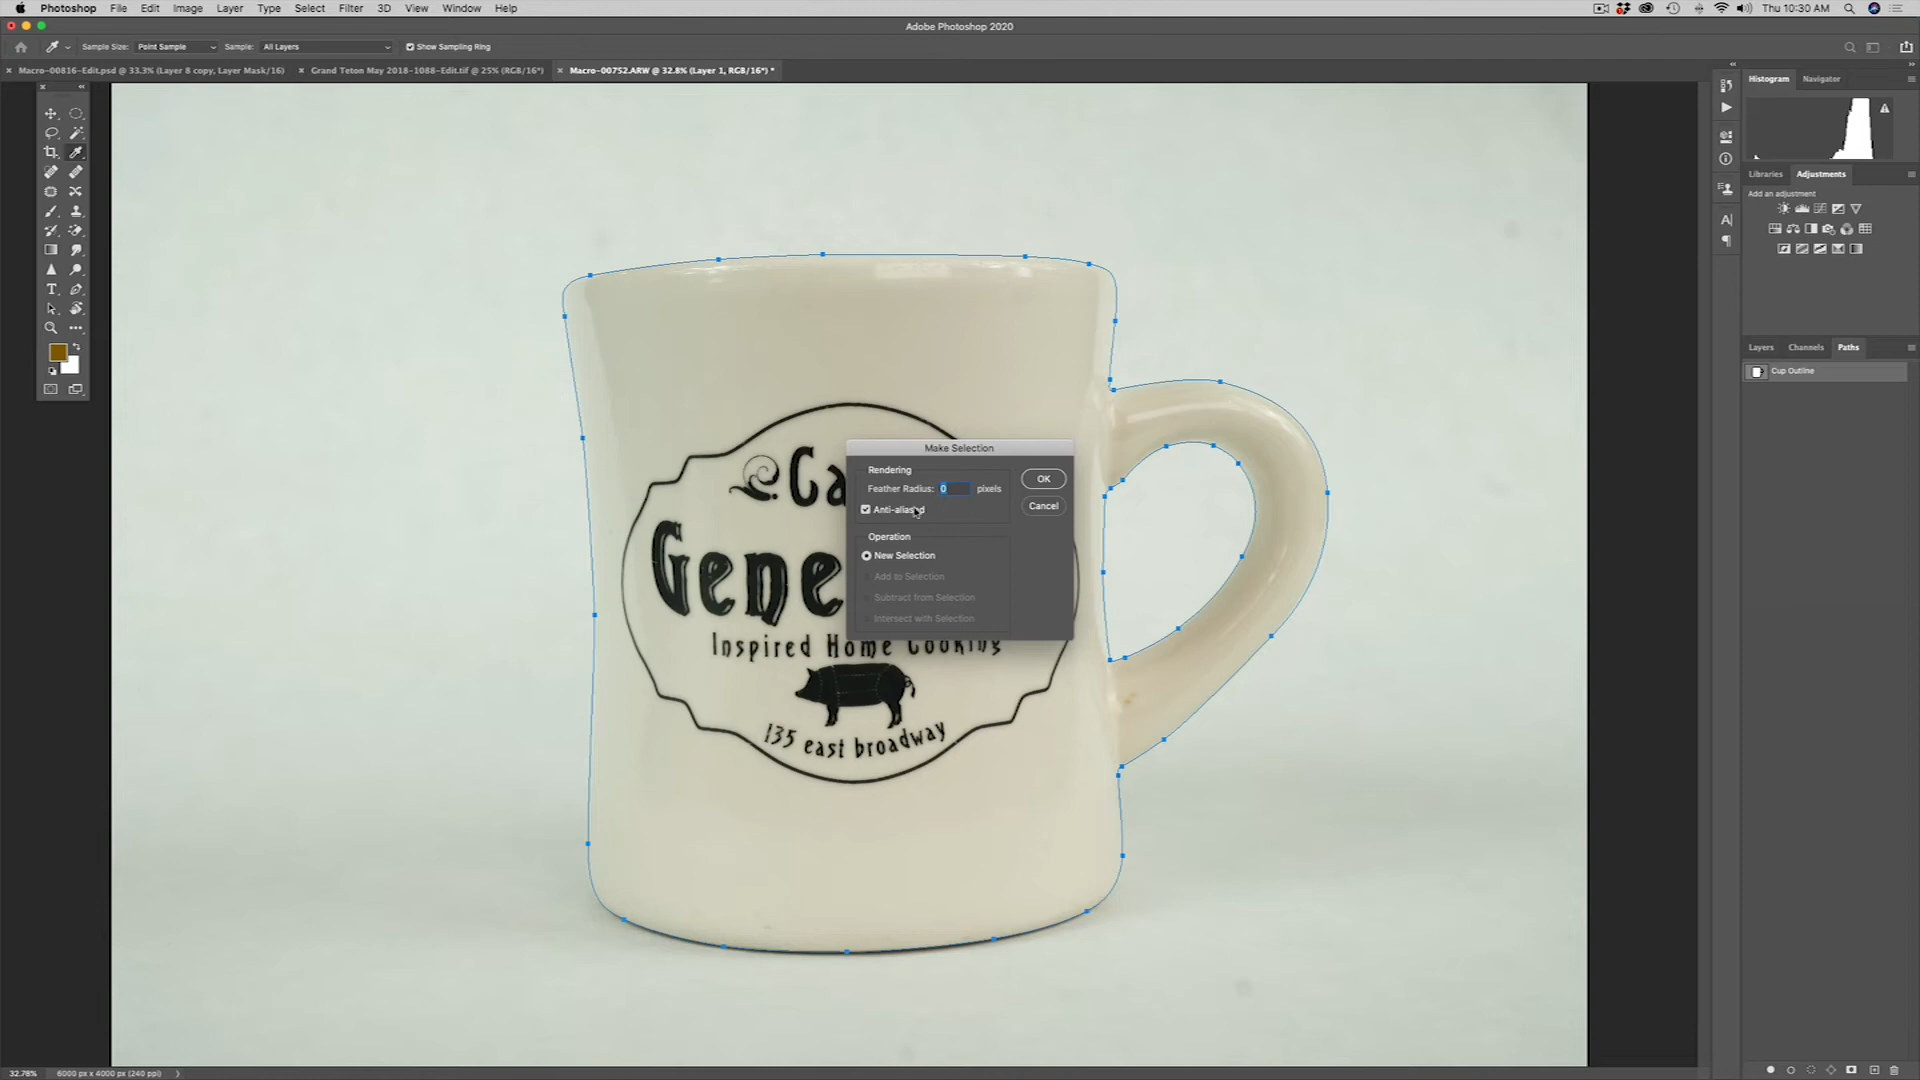 Photoshop File Edit Image Layer Type Select Filter 3D View Window Help Thu 10:30 AM
Adobe Photoshop 2020
Sample Size: Point Sample Sample: All Layers Show Sampling Ring
Macro-00816-Edit.psd @ 33.3% (Layer 8 copy, Layer Mask/16) Grand Teton May 2018-1088-Edit.tif @ 25% (RGB/16*) Macro-00752.ARW @ 32.8% (Layer 1, RGB/16*) *
Histogram Navigator
Libraries Adjustments
Add an adjustment
Layers Channels Paths
Cup Outline
Make Selection
Rendering
Feather Radius: 0 pixels
Anti-aliased
OK
Cancel
Operation
New Selection
Add to Selection
Subtract from Selection
Intersect with Selection
Ca
Gene
Inspired Home Cooking
135 east broadway
32.78% 6000 px x 4000 px (240 ppi)